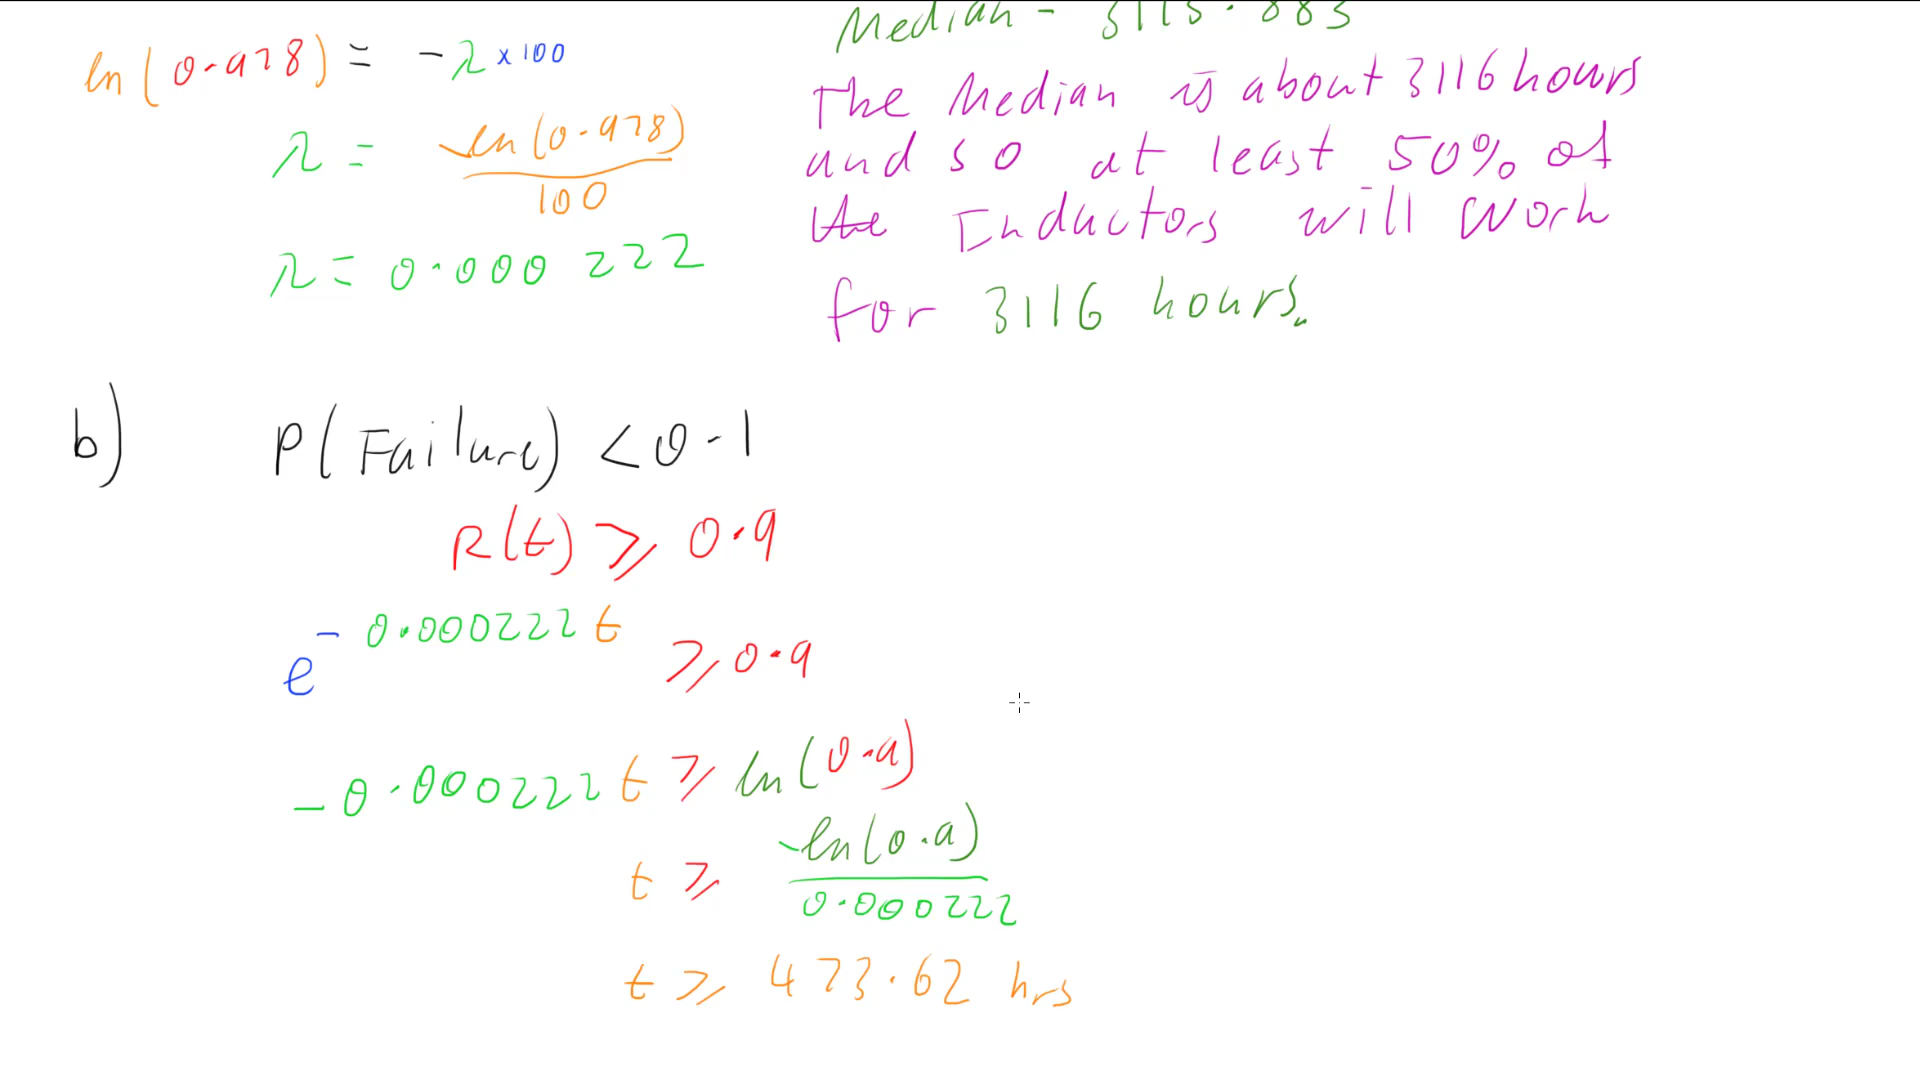 ln(0.978) = -λ × 100
λ = -ln(0.978) / 100
λ = 0.000 222
Median = 3115.883
The Median is about 3116 hours
and so at least 50% of
the Inductors will work
for 3116 hours.
b) P(Failure) < 0.1
R(t) ⩾ 0.9
e^-0.000222t ⩾ 0.9
-0.000222t ⩾ ln(0.9)
t ⩾ -ln(0.9) / 0.000222
t ⩾ 473.62 hrs